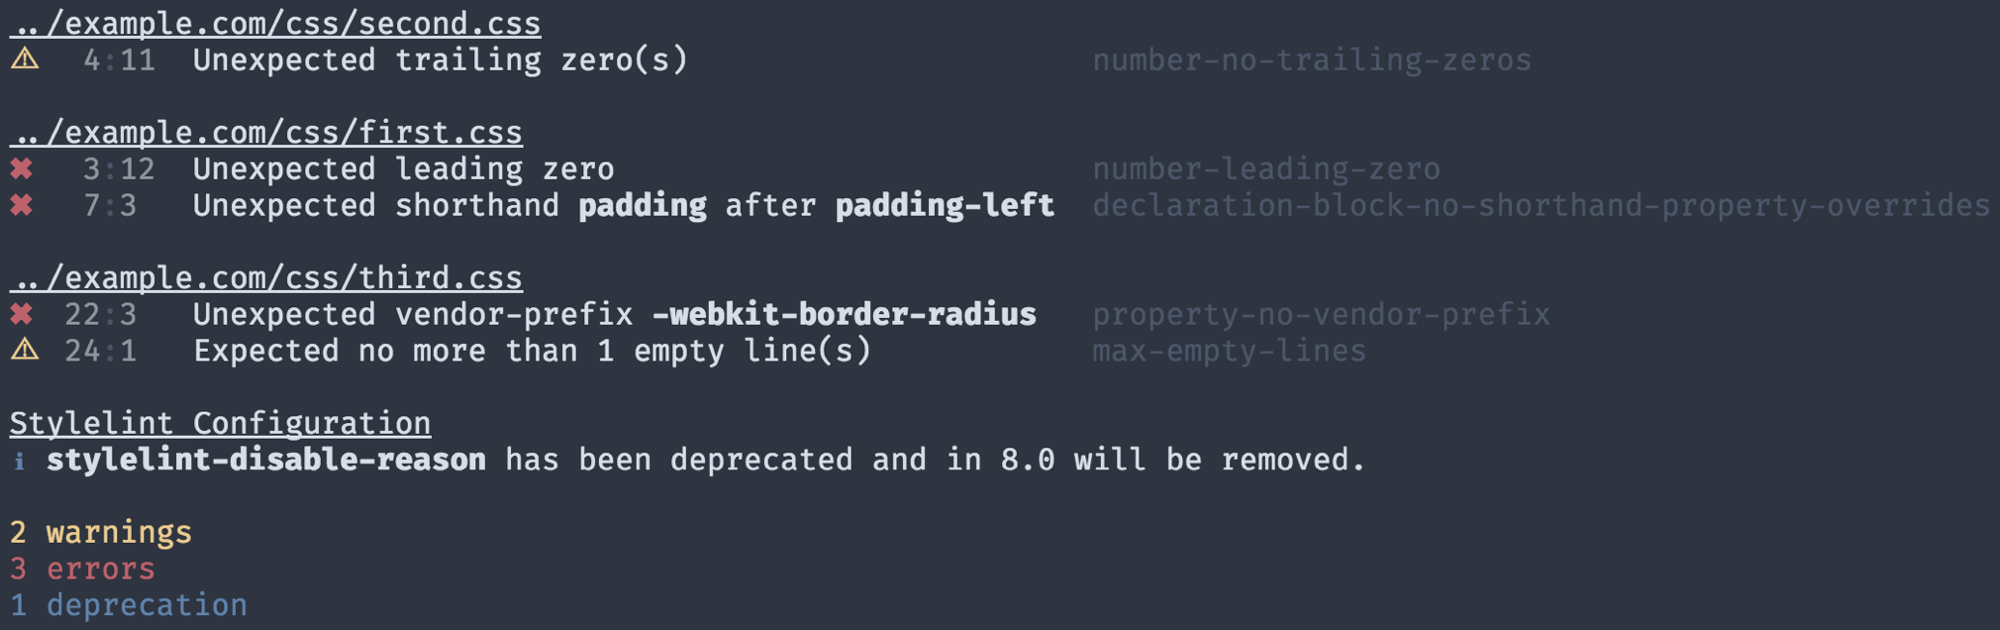 ../example.com/css/second.css
⚠ 4:11 Unexpected trailing zero(s) number-no-trailing-zeros
../example.com/css/first.css
✖ 3:12 Unexpected leading zero number-leading-zero
✖ 7:3 Unexpected shorthand padding after padding-left declaration-block-no-shorthand-property-overrides
../example.com/css/third.css
✖ 22:3 Unexpected vendor-prefix -webkit-border-radius property-no-vendor-prefix
⚠ 24:1 Expected no more than 1 empty line(s) max-empty-lines
Stylelint Configuration
ℹ stylelint-disable-reason has been deprecated and in 8.0 will be removed.
2 warnings
3 errors
1 deprecation